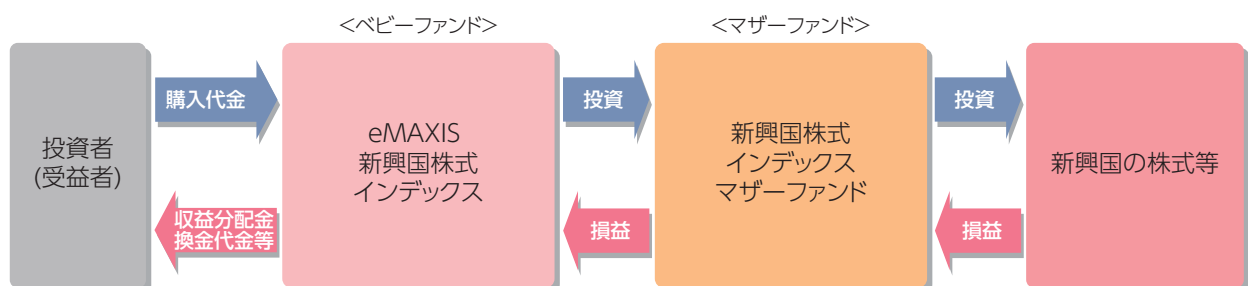 <ベビーファンド>
<マザーファンド>
投資者
(受益者)
購入代金
収益分配金
換金代金等
eMAXIS
新興国株式
インデックス
投資
損益
新興国株式
インデックス
マザーファンド
投資
損益
新興国の株式等